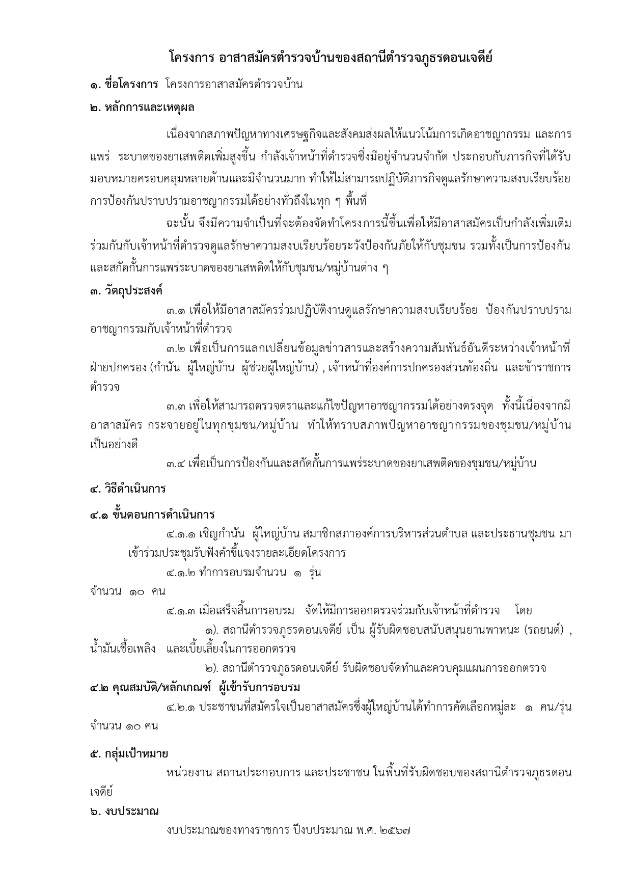 โครงการ อาสาสมัครตำรวจบ้านของสถานีตำรวจภูธรดอนเจดีย์
๑. ชื่อโครงการ โครงการอาสาสมัครตำรวจบ้าน
๒. หลักการและเหตุผล
เนื่องจากสภาพปัญหาทางเศรษฐกิจและสังคมส่งผลให้แนวโน้มการเกิดอาชญากรรม และการ
แพร่ ระบาดของยาเสพติดเพิ่มสูงขึ้น กำลังเจ้าหน้าที่ตำรวจซึ่งมีอยู่จำนวนจำกัด ประกอบกับภารกิจที่ได้รับ
มอบหมายครอบคลุมหลายด้านและมีจำนวนมาก ทำให้ไม่สามารถปฏิบัติภารกิจดูแลรักษาความสงบเรียบร้อย
การป้องกันปราบปรามอาชญากรรมได้อย่างทั่วถึงในทุก ๆ พื้นที่
ฉะนั้น จึงมีความจำเป็นที่จะต้องจัดทำโครงการนี้ขึ้นเพื่อให้มีอาสาสมัครเป็นกำลังเพิ่มเติม
ร่วมกันกับเจ้าหน้าที่ตำรวจดูแลรักษาความสงบเรียบร้อยระวังป้องกันภัยให้กับชุมชน รวมทั้งเป็นการป้องกัน
และสกัดกั้นการแพร่ระบาดของยาเสพติดให้กับชุมชน/หมู่บ้านต่าง ๆ
๓. วัตถุประสงค์
๓.๑ เพื่อให้มีอาสาสมัครร่วมปฏิบัติงานดูแลรักษาความสงบเรียบร้อย ป้องกันปราบปราม
อาชญากรรมกับเจ้าหน้าที่ตำรวจ
๓.๒ เพื่อเป็นการแลกเปลี่ยนข้อมูลข่าวสารและสร้างความสัมพันธ์อันดีระหว่างเจ้าหน้าที่
ฝ่ายปกครอง (กำนัน ผู้ใหญ่บ้าน ผู้ช่วยผู้ใหญ่บ้าน) , เจ้าหน้าที่องค์การปกครองส่วนท้องถิ่น และข้าราชการ
ตำรวจ
๓.๓ เพื่อให้สามารถตรวจตราและแก้ไขปัญหาอาชญากรรมได้อย่างตรงจุด ทั้งนี้เนื่องจากมี
อาสาสมัคร กระจายอยู่ในทุกชุมชน/หมู่บ้าน ทำให้ทราบสภาพปัญหาอาชญากรรมของชุมชน/หมู่บ้าน
เป็นอย่างดี
๓.๔ เพื่อเป็นการป้องกันและสกัดกั้นการแพร่ระบาดของยาเสพติดของชุมชน/หมู่บ้าน
๔. วิธีดำเนินการ
๔.๑ ขั้นตอนการดำเนินการ
๔.๑.๑ เชิญกำนัน ผู้ใหญ่บ้าน สมาชิกสภาองค์การบริหารส่วนตำบล และประธานชุมชน มา
เข้าร่วมประชุมรับฟังคำชี้แจงรายละเอียดโครงการ
๔.๑.๒ ทำการอบรมจำนวน ๑ รุ่น
จำนวน ๑๐ คน
๔.๑.๓ เมื่อเสร็จสิ้นการอบรม จัดให้มีการออกตรวจร่วมกับเจ้าหน้าที่ตำรวจ โดย
๑). สถานีตำรวจภูธรดอนเจดีย์ เป็น ผู้รับผิดชอบสนับสนุนยานพาหนะ (รถยนต์) ,
น้ำมันเชื้อเพลิง และเบี้ยเลี้ยงในการออกตรวจ
๒). สถานีตำรวจภูธรดอนเจดีย์ รับผิดชอบจัดทำและควบคุมแผนการออกตรวจ
๔.๒ คุณสมบัติ/หลักเกณฑ์ ผู้เข้ารับการอบรม
๔.๒.๑ ประชาชนที่สมัครใจเป็นอาสาสมัครซึ่งผู้ใหญ่บ้านได้ทำการคัดเลือกหมู่ละ ๑ คน/รุ่น
จำนวน ๑๐ คน
๕. กลุ่มเป้าหมาย
หน่วยงาน สถานประกอบการ และประชาชน ในพื้นที่รับผิดชอบของสถานีตำรวจภูธรดอน
เจดีย์
๖. งบประมาณ
งบประมาณของทางราชการ ปีงบประมาณ พ.ศ. ๒๕๖๗